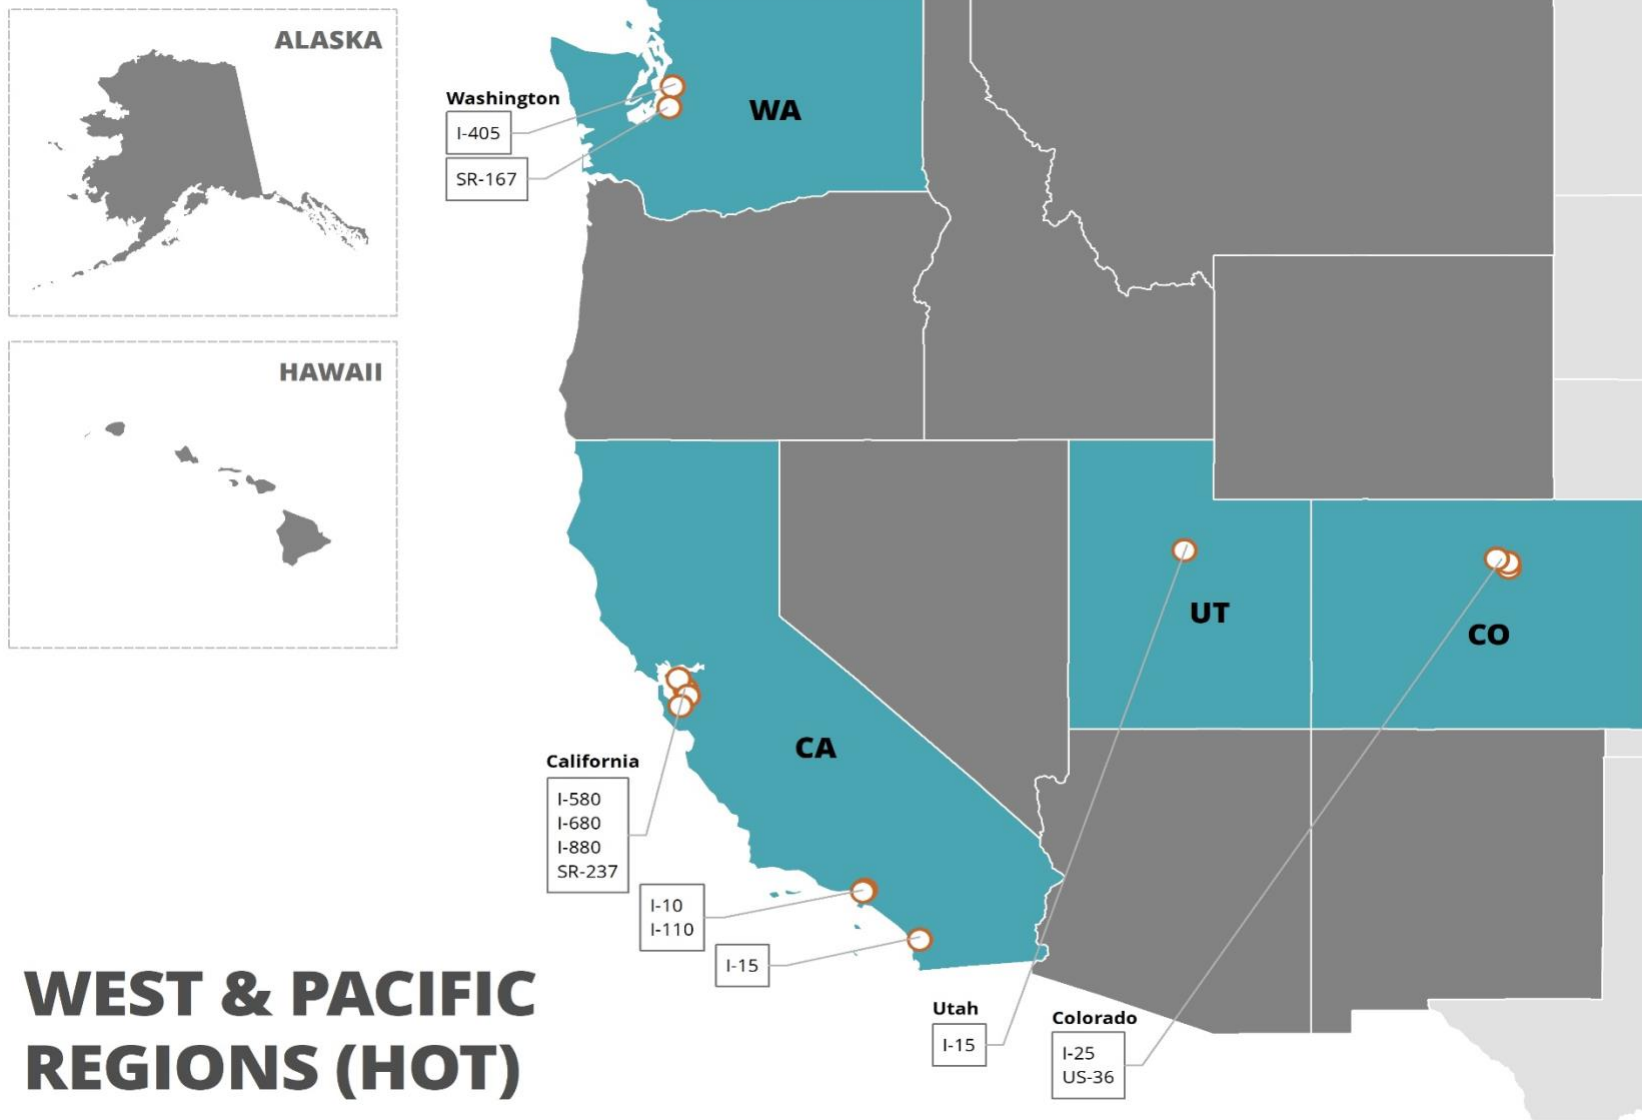 ALASKA
HAWAII
Washington
I-405
SR-167
WA
UT
CO
CA
California
I-580
I-680
I-880
SR-237
I-10
I-110
I-15
Utah
I-15
Colorado
I-25
US-36
WEST & PACIFIC
REGIONS (HOT)